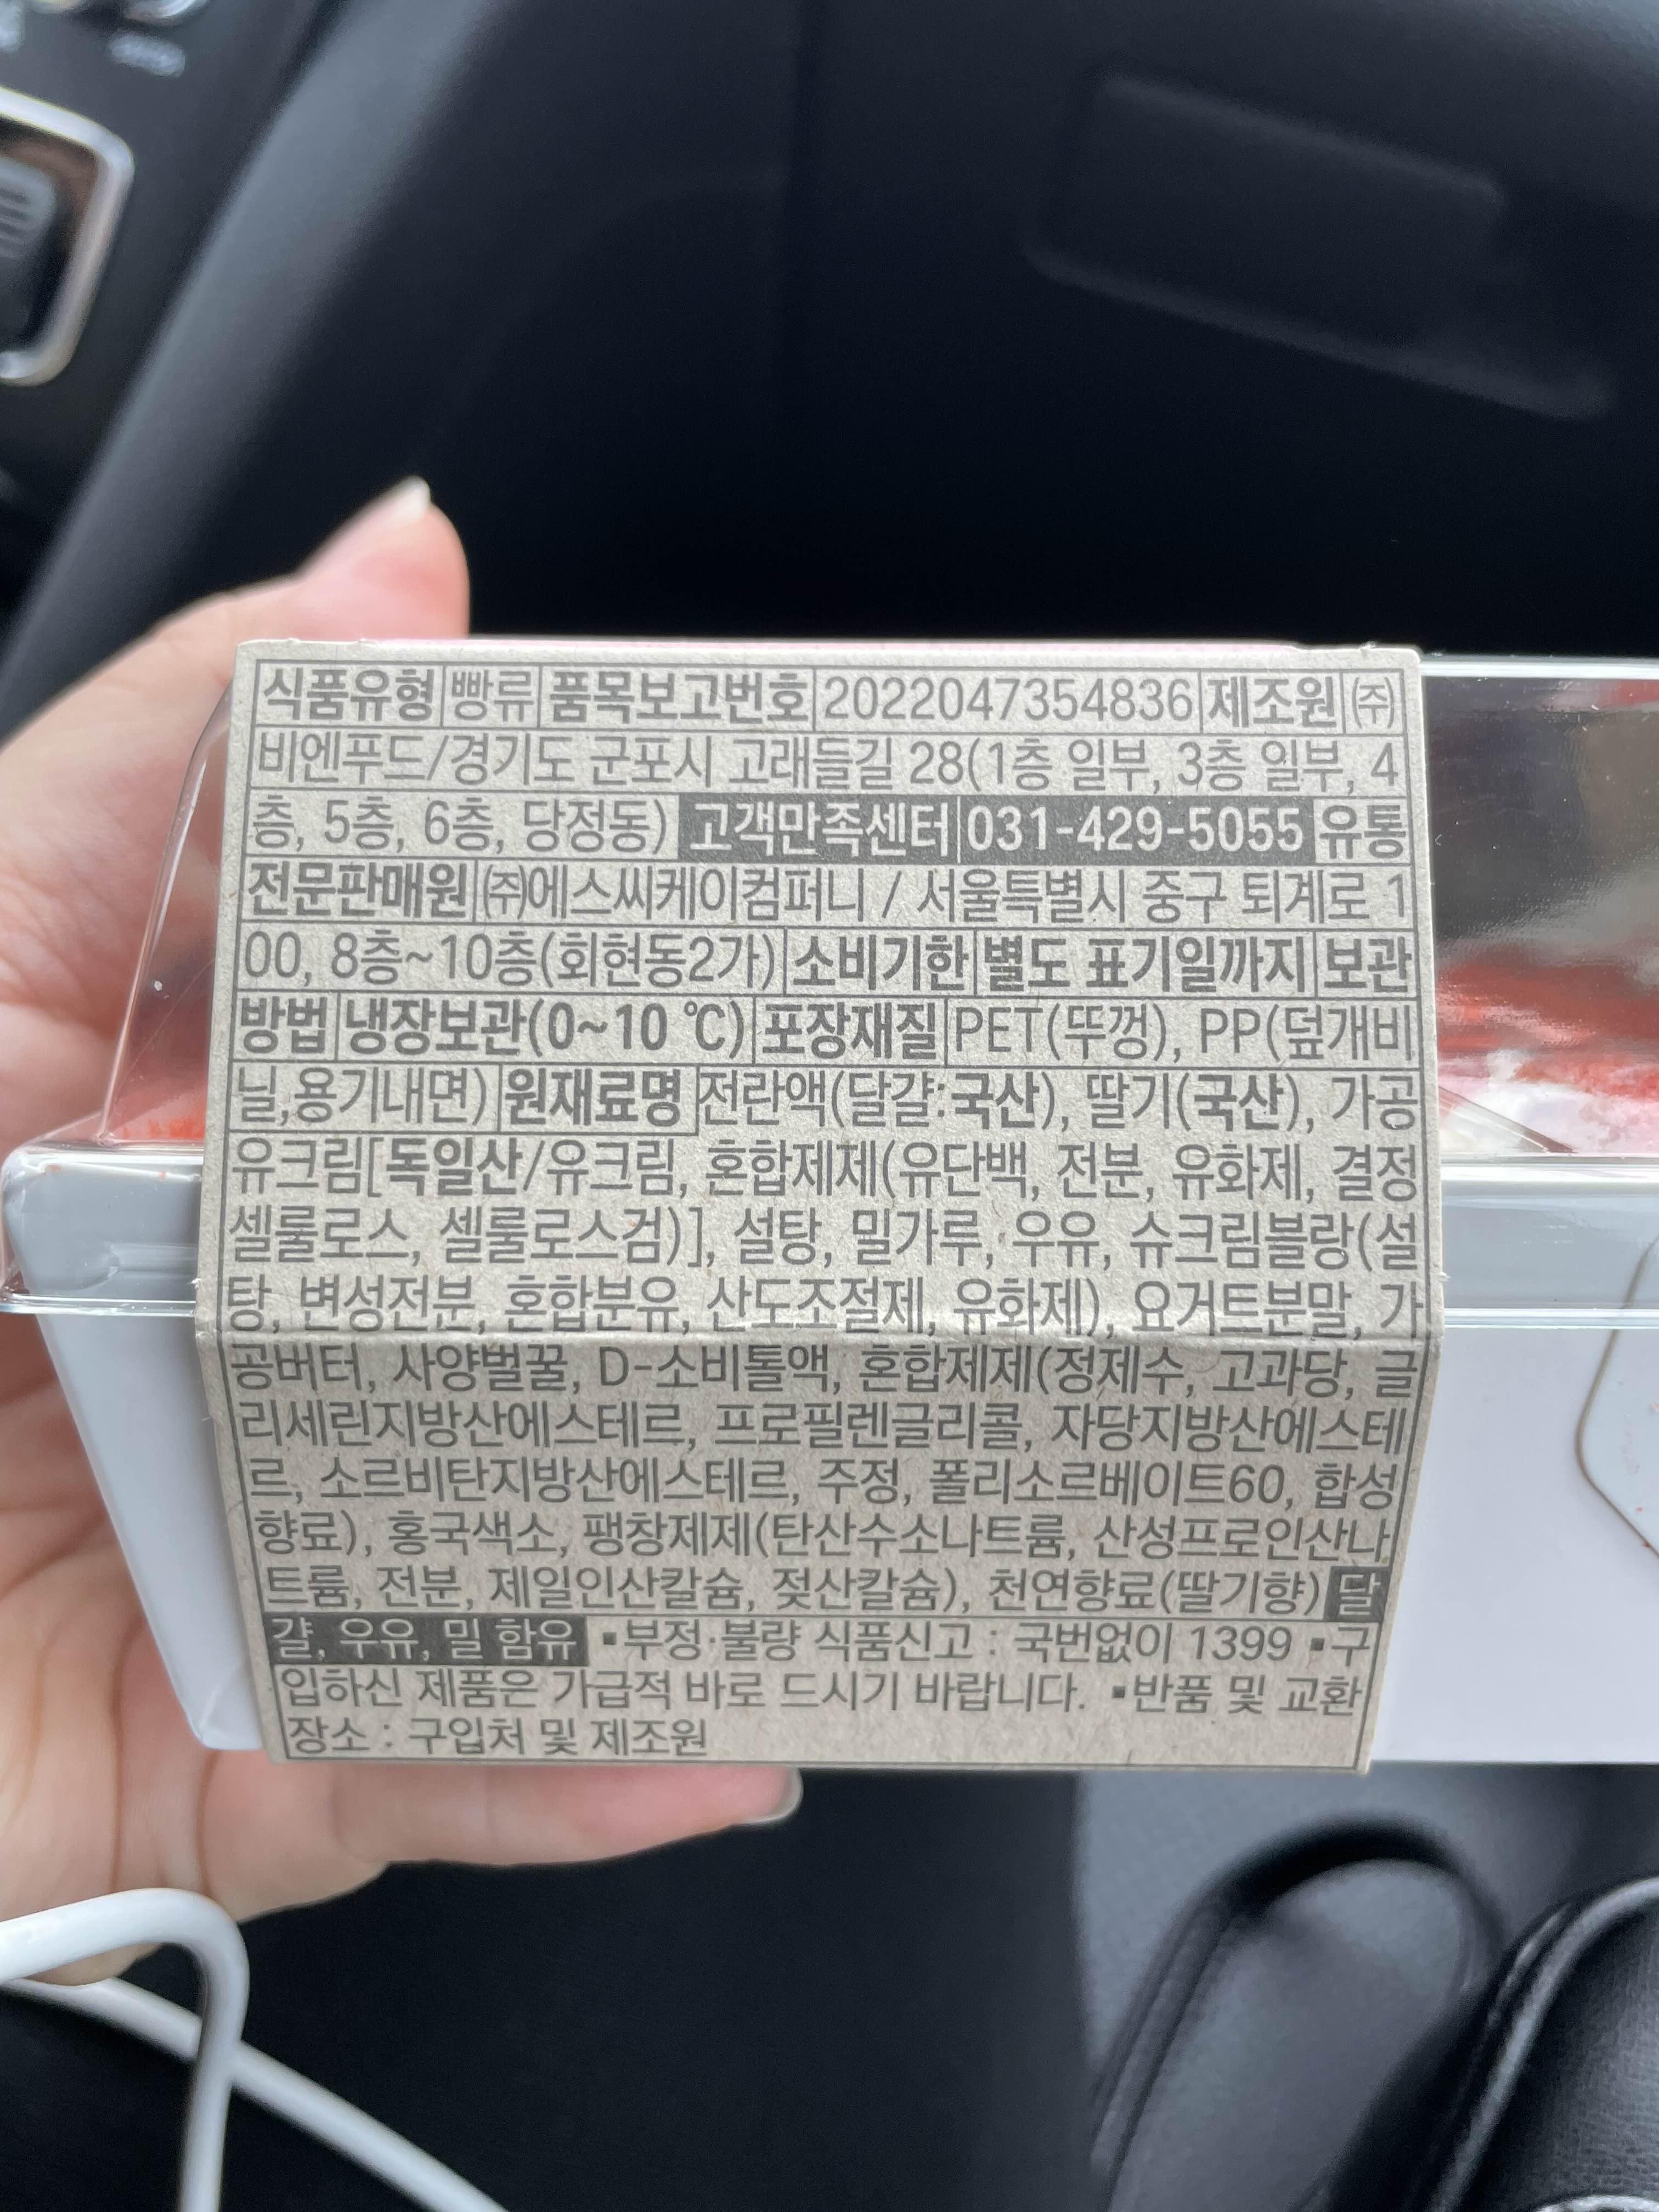 식품유형 빵류 품목보고번호 2022047354836 제조원 ㈜
비엔푸드/경기도 군포시 고래들길 28(1층 일부, 3층 일부, 4
층, 5층, 6층, 당정동) 고객만족센터 031-429-5055 유통
전문판매원 ㈜에스씨케이컴퍼니 / 서울특별시 중구 퇴계로 1
00, 8층~10층(회현동2가) 소비기한 별도 표기일까지 보관
방법 냉장보관(0~10 ℃) 포장재질 PET(뚜껑), PP(덮개비
닐,용기내면) 원재료명 전란액(달걀:국산), 딸기(국산), 가공
유크림[독일산/유크림, 혼합제제(유단백, 전분, 유화제, 결정
셀룰로스, 셀룰로스검)], 설탕, 밀가루, 우유, 슈크림블랑(설
탕, 변성전분, 혼합분유, 산도조절제, 유화제), 요거트분말, 가
공버터, 사양벌꿀, D-소비톨액, 혼합제제(정제수, 고과당, 글
리세린지방산에스테르, 프로필렌글리콜, 자당지방산에스테
르, 소르비탄지방산에스테르, 주정, 폴리소르베이트60, 합성
향료), 홍국색소, 팽창제제(탄산수소나트륨, 산성프로인산나
트륨, 전분, 제일인산칼슘, 젖산칼슘), 천연향료(딸기향) 달
걀, 우유, 밀 함유 ▪부정·불량 식품신고 : 국번없이 1399 ▪구
입하신 제품은 가급적 바로 드시기 바랍니다. ▪반품 및 교환
장소 : 구입처 및 제조원